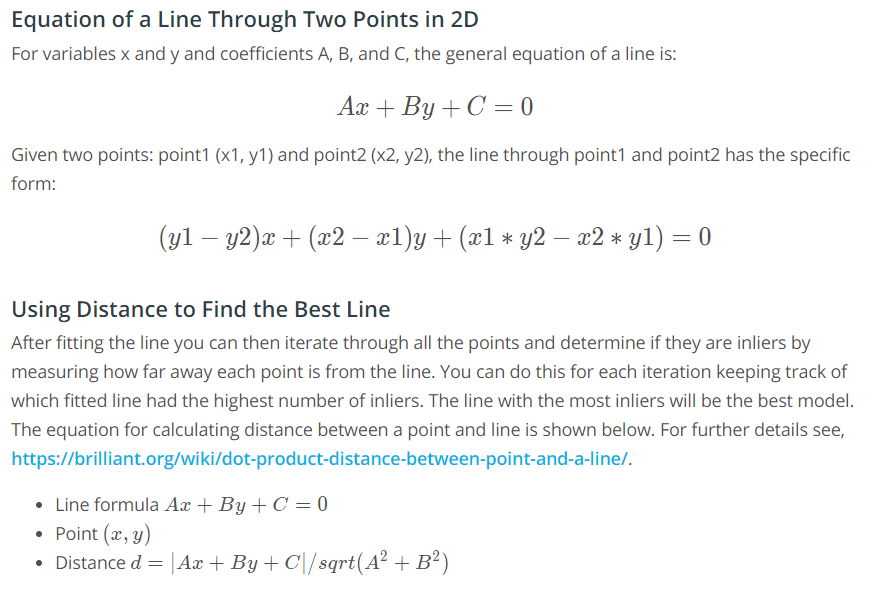 Equation of a Line Through Two Points in 2D
For variables x and y and coefficients A, B, and C, the general equation of a line is:
Ax + By + C = 0
Given two points: point1 (x1, y1) and point2 (x2, y2), the line through point1 and point2 has the specific
form:
(y1 − y2)x + (x2 − x1)y + (x1 ∗ y2 − x2 ∗ y1) = 0
Using Distance to Find the Best Line
After fitting the line you can then iterate through all the points and determine if they are inliers by
measuring how far away each point is from the line. You can do this for each iteration keeping track of
which fitted line had the highest number of inliers. The line with the most inliers will be the best model.
The equation for calculating distance between a point and line is shown below. For further details see,
https://brilliant.org/wiki/dot-product-distance-between-point-and-a-line/.
• Line formula Ax + By + C = 0
• Point (x, y)
• Distance d = |Ax + By + C|/sqrt(A² + B²)